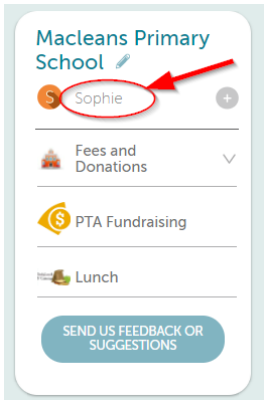 Macleans Primary
School
S Sophie
Fees and
Donations
PTA Fundraising
Lunch
SEND US FEEDBACK OR
SUGGESTIONS